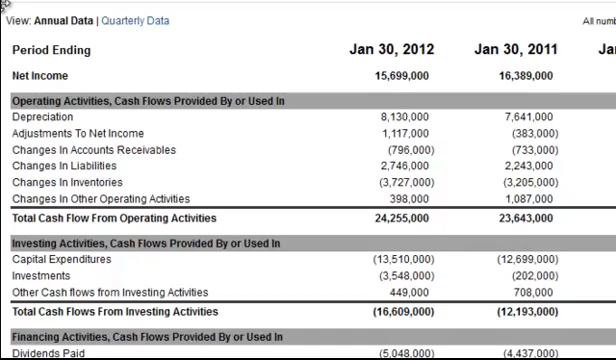 View: Annual Data | Quarterly Data All
Period Ending Jan 30, 2012 Jan 30, 2011
Net Income 15,699,000 16,389,000
Operating Activities, Cash Flows Provided By or Used In
Depreciation 8,130,000 7,641,000
Adjustments To Net Income 1,117,000 (383,000)
Changes In Accounts Receivables (796,000) (733,000)
Changes In Liabilities 2,746,000 2,243,000
Changes In Inventories (3,727,000) (3,205,000)
Changes In Other Operating Activities 398,000 1,087,000
Total Cash Flow From Operating Activities 24,255,000 23,643,000
Investing Activities, Cash Flows Provided By or Used In
Capital Expenditures (13,510,000) (12,699,000)
Investments (3,548,000) (202,000)
Other Cash flows from Investing Activities 449,000 708,000
Total Cash Flows From Investing Activities (16,609,000) (12,193,000)
Financing Activities, Cash Flows Provided By or Used In
Dividends Paid (5,048,000) (4,437,000)